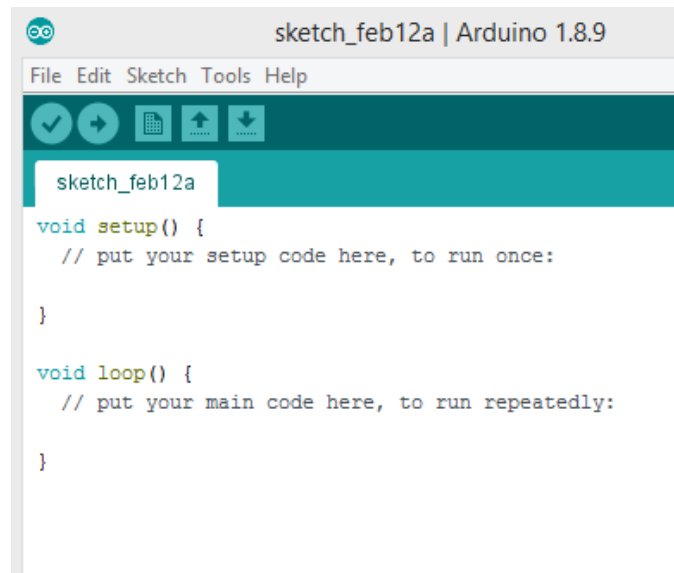 sketch_feb12a | Arduino 1.8.9
File Edit Sketch Tools Help
sketch_feb12a
void setup() {
  // put your setup code here, to run once:

}

void loop() {
  // put your main code here, to run repeatedly:

}